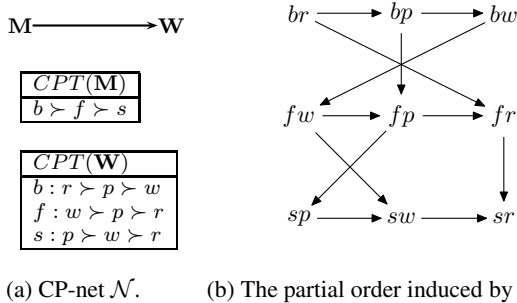 M W
CPT(M)
b ≻ f ≻ s
CPT(W)
b : r ≻ p ≻ w
f : w ≻ p ≻ r
s : p ≻ w ≻ r
(a) CP-net 𝒩.
br bp bw
fw fp fr
sp sw sr
(b) The partial order induced by